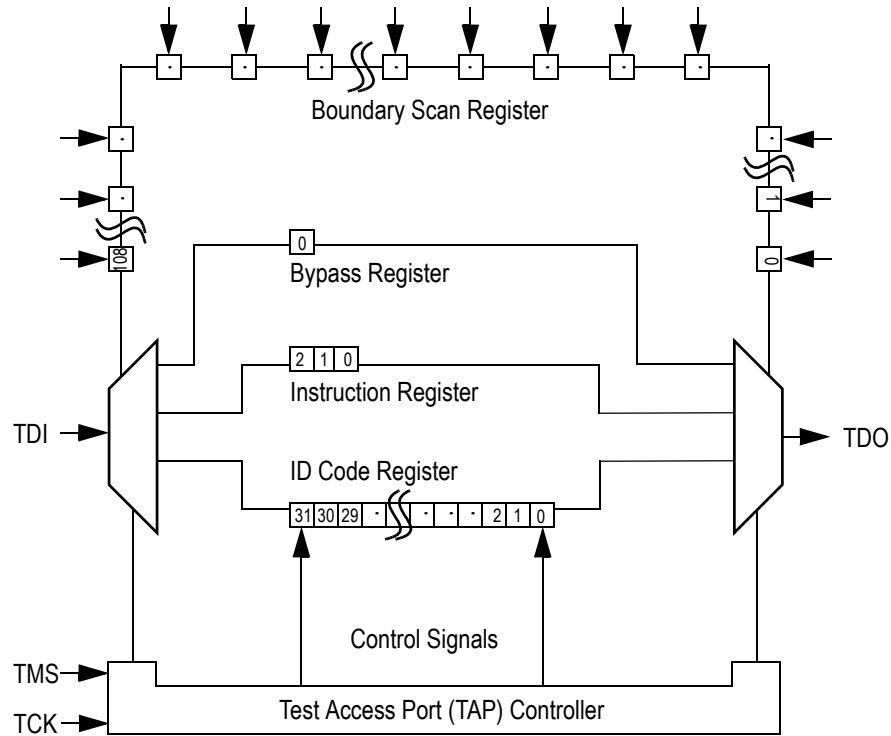 Boundary Scan Register
108
1
0
0
Bypass Register
2 1 0
Instruction Register
TDI
TDO
ID Code Register
31 30 29 · · · · 2 1 0
Control Signals
TMS
Test Access Port (TAP) Controller
TCK